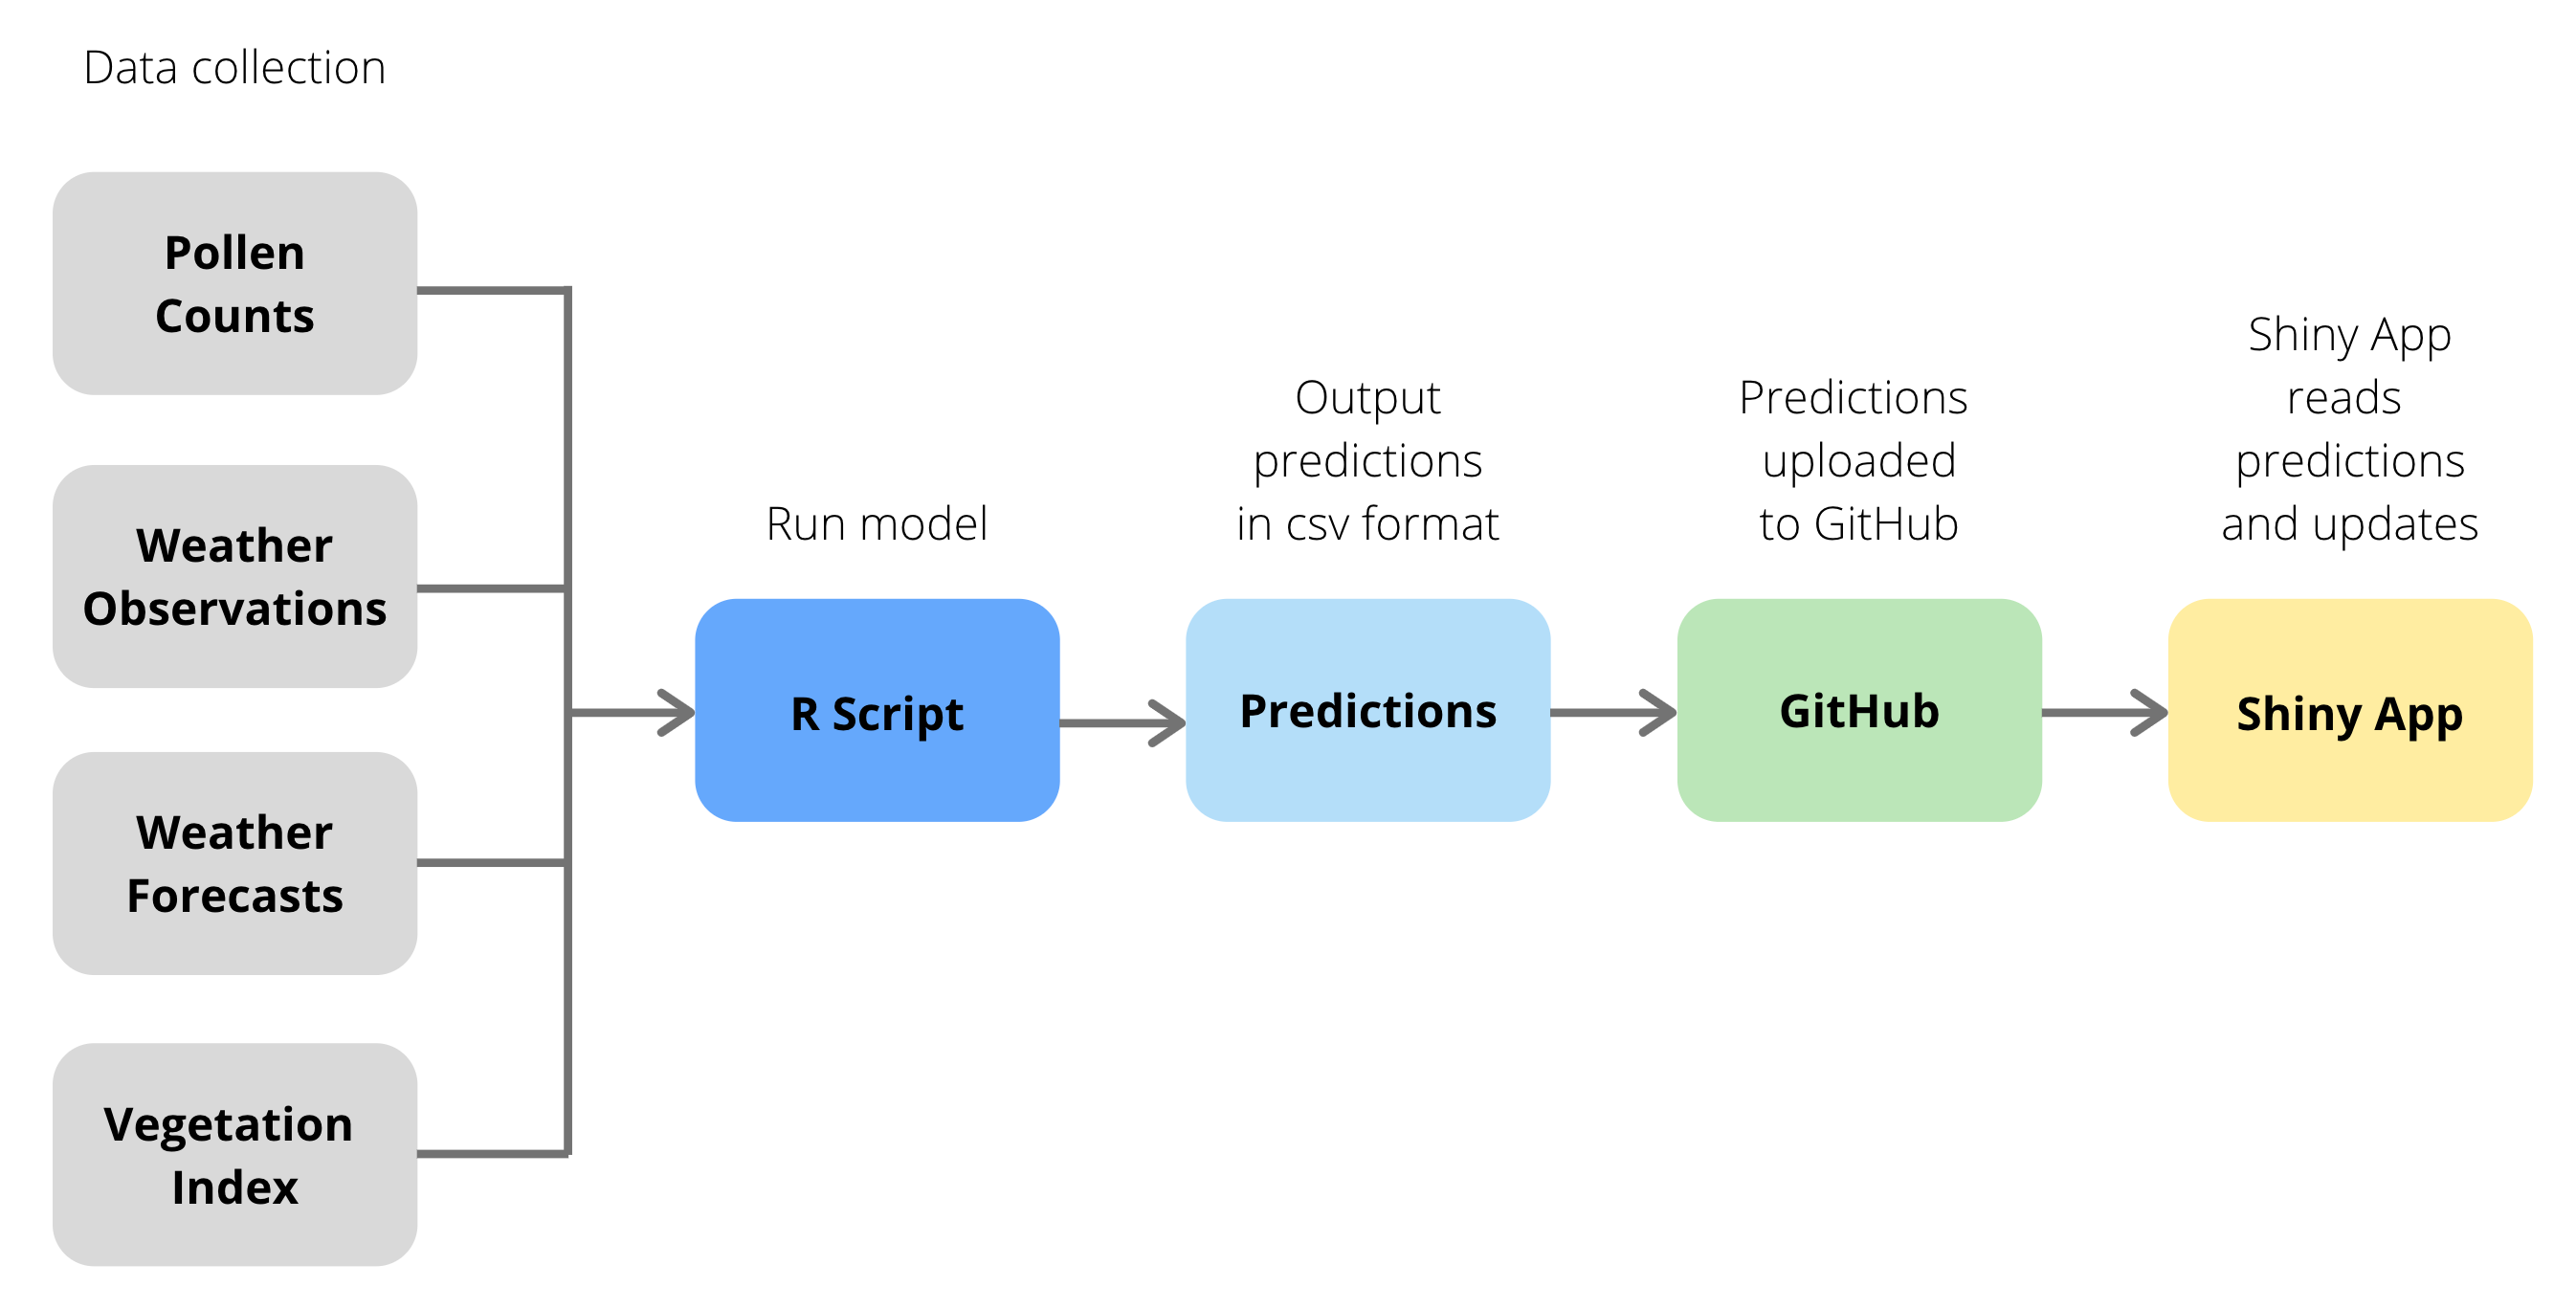 Data collection
Pollen
Counts
Weather
Observations
Weather
Forecasts
Vegetation
Index
Run model
R Script
Output
predictions
in csv format
Predictions
Predictions
uploaded
to GitHub
GitHub
Shiny App
reads
predictions
and updates
Shiny App